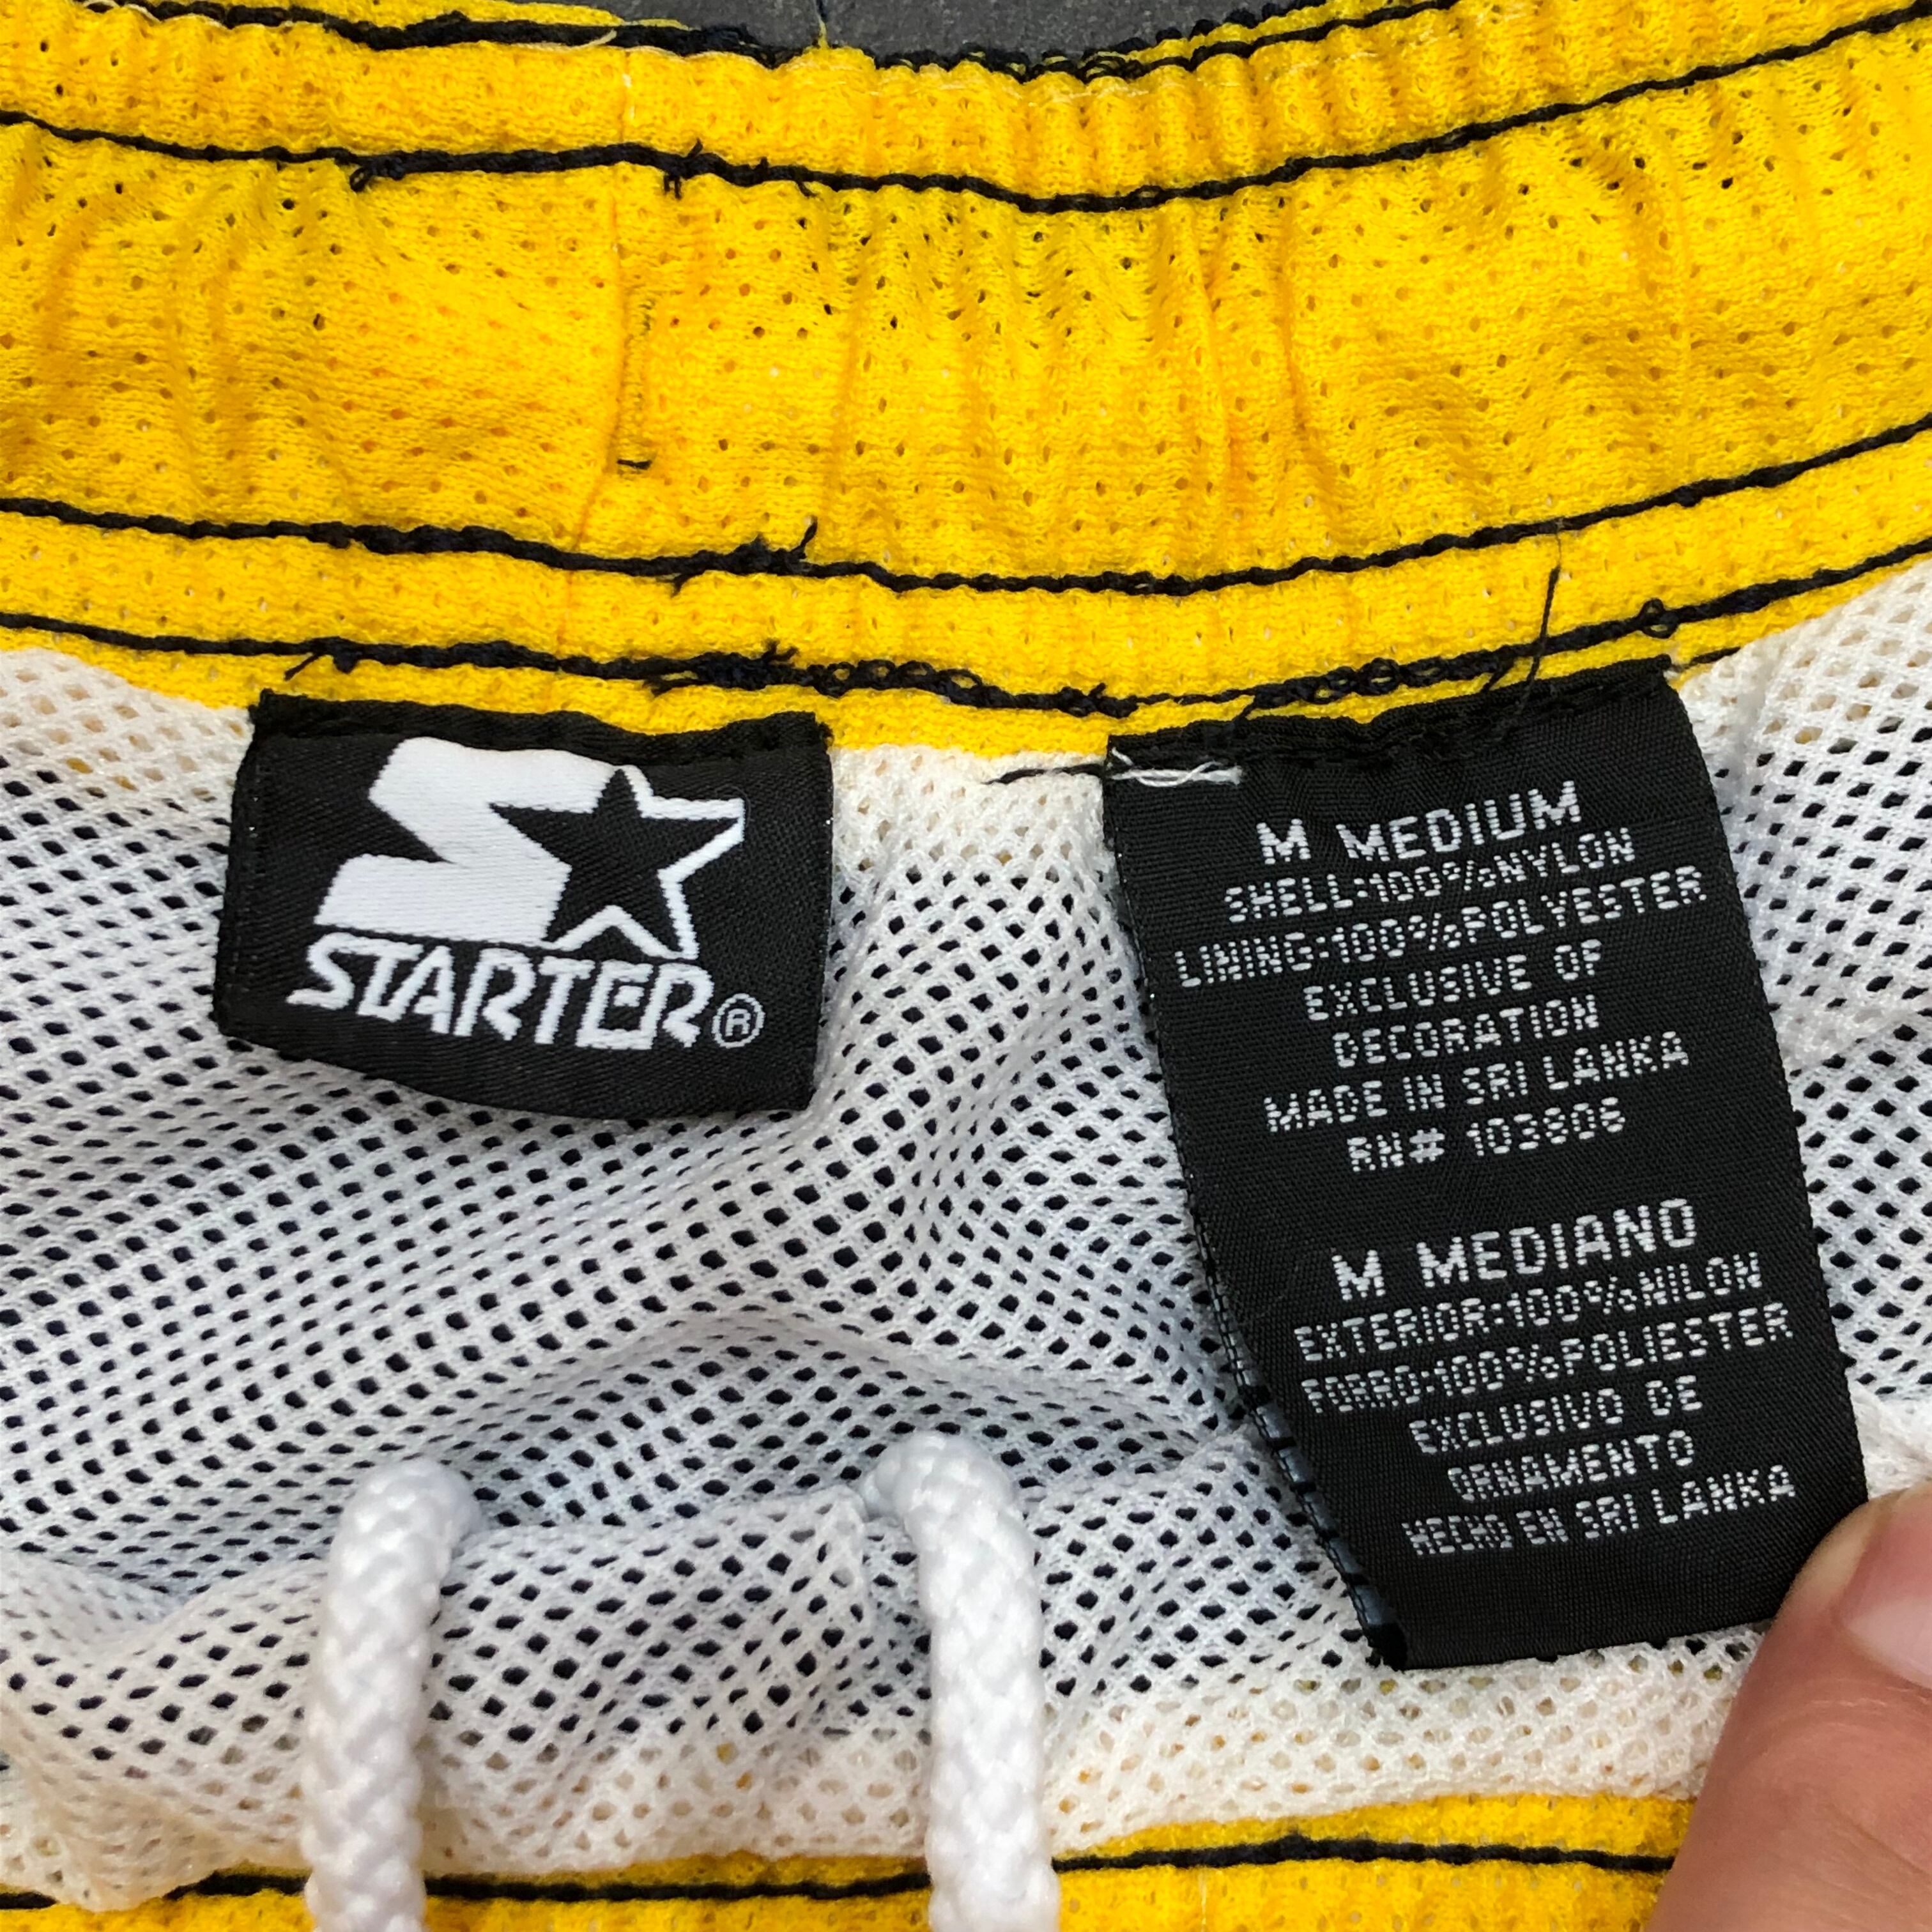 STARTER®
M MEDIUM
SHELL:100%NYLON
LINING:100%POLYESTER
EXCLUSIVE OF
DECORATION
MADE IN SRI LANKA
RN# 103806
M MEDIANO
EXTERIOR:100%NILON
FORRO:100%POLIESTER
EXCLUSIVO DE
ORNAMENTO
HECHO EN SRI LANKA